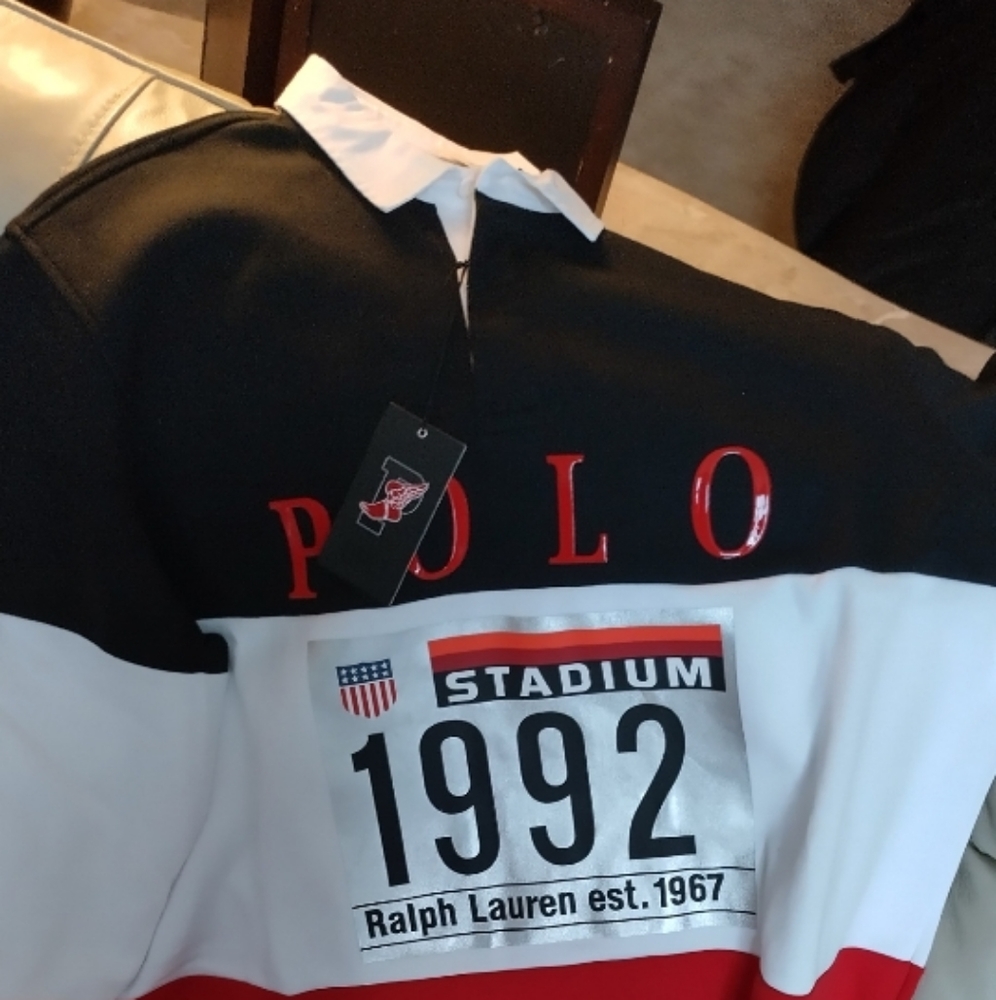 POLO
STADIUM
1992
Ralph Lauren est. 1967